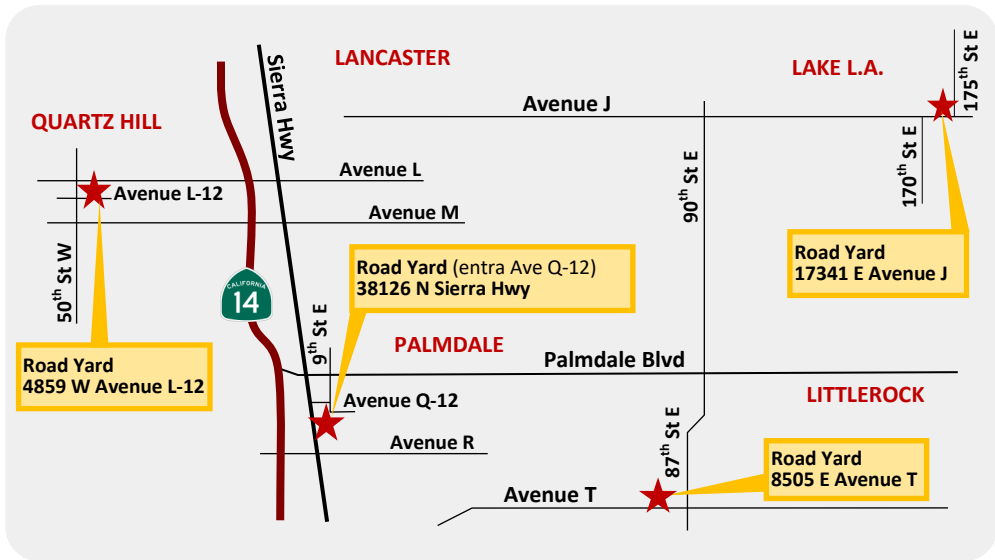 LANCASTER
LAKE L.A.
175th St E
Sierra Hwy
Avenue J
QUARTZ HILL
170th St E
90th St E
Avenue L
Avenue L-12
Avenue M
50th St W
Road Yard
17341 E Avenue J
Road Yard (entra Ave Q-12)
38126 N Sierra Hwy
CALIFORNIA
14
9th St E
PALMDALE
Palmdale Blvd
Road Yard
4859 W Avenue L-12
LITTLEROCK
Avenue Q-12
87th St E
Avenue R
Road Yard
8505 E Avenue T
Avenue T